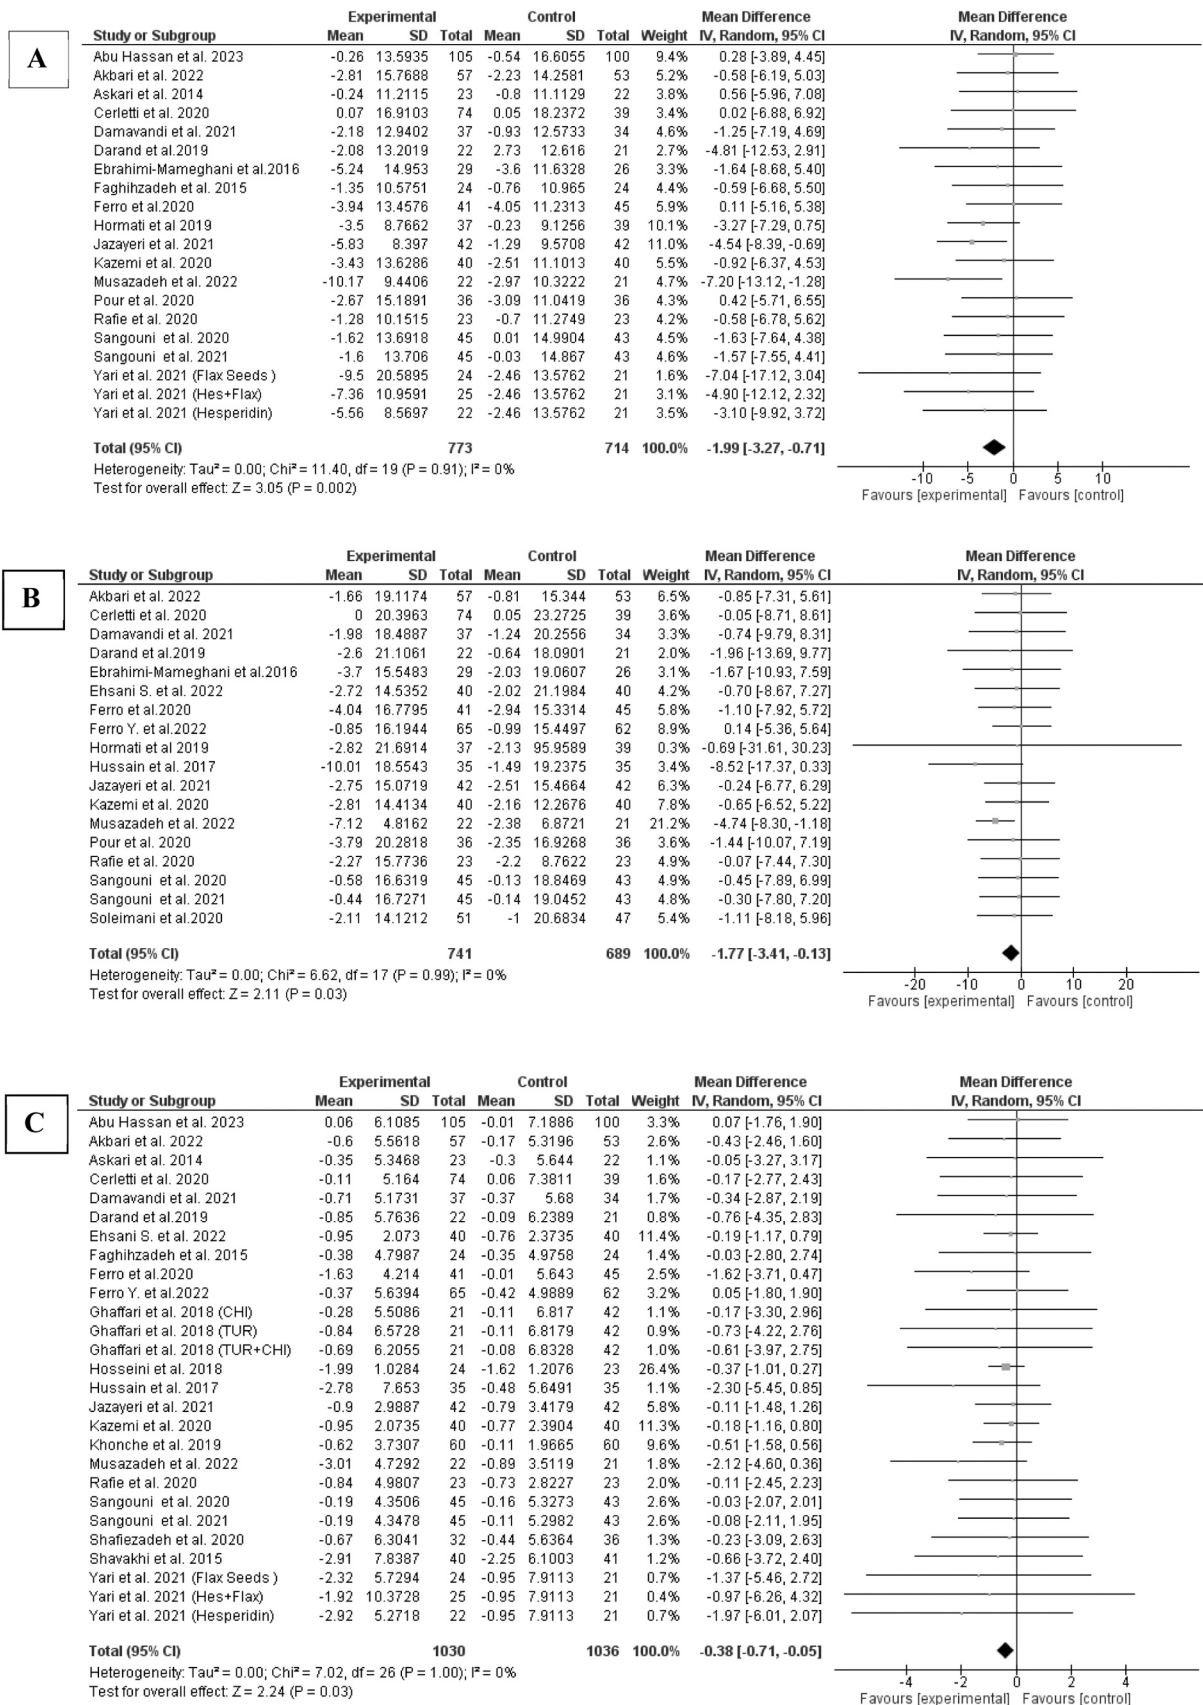 A
Experimental Control Mean Difference Mean Difference
Study or Subgroup Mean SD Total Mean SD Total Weight IV, Random, 95% CI IV, Random, 95% CI
Abu Hassan et al. 2023 -0.26 13.5935 105 -0.54 16.6055 100 9.4% 0.28 [-3.89, 4.45]
Akbari et al. 2022 -2.81 15.7688 57 -2.23 14.2581 53 5.2% -0.58 [-6.19, 5.03]
Askari et al. 2014 -0.24 11.2115 23 -0.8 11.1129 22 3.8% 0.56 [-5.96, 7.08]
Cerletti et al. 2020 0.07 16.9103 74 0.05 18.2372 39 3.4% 0.02 [-6.88, 6.92]
Damavandi et al. 2021 -2.18 12.9402 37 -0.93 12.5733 34 4.6% -1.25 [-7.19, 4.69]
Darand et al.2019 -2.08 13.2019 22 2.73 12.616 21 2.7% -4.81 [-12.53, 2.91]
Ebrahimi-Mameghani et al.2016 -5.24 14.953 29 -3.6 11.6328 26 3.3% -1.64 [-8.68, 5.40]
Faghihzadeh et al. 2015 -1.35 10.5751 24 -0.76 10.965 24 4.4% -0.59 [-6.68, 5.50]
Ferro et al.2020 -3.94 13.4576 41 -4.05 11.2313 45 5.9% 0.11 [-5.16, 5.38]
Hormati et al 2019 -3.5 8.7662 37 -0.23 9.1256 39 10.1% -3.27 [-7.29, 0.75]
Jazayeri et al. 2021 -5.83 8.397 42 -1.29 9.5708 42 11.0% -4.54 [-8.39, -0.69]
Kazemi et al. 2020 -3.43 13.6286 40 -2.51 11.1013 40 5.5% -0.92 [-6.37, 4.53]
Musazadeh et al. 2022 -10.17 9.4406 22 -2.97 10.3222 21 4.7% -7.20 [-13.12, -1.28]
Pour et al. 2020 -2.67 15.1891 36 -3.09 11.0419 36 4.3% 0.42 [-5.71, 6.55]
Rafie et al. 2020 -1.28 10.1515 23 -0.7 11.2749 23 4.3% -0.58 [-6.78, 5.62]
Sangouni et al. 2020 -1.62 13.6918 45 0.01 14.9904 43 4.5% -1.63 [-7.64, 4.38]
Sangouni et al. 2021 -1.6 13.706 45 -0.03 14.867 43 4.5% -1.57 [-7.55, 4.41]
Yari et al. 2021 (Flax Seeds ) -9.5 20.5895 24 -2.46 13.5762 21 1.6% -7.04 [-17.12, 3.04]
Yari et al. 2021 (Hes+Flax) -7.36 10.9591 25 -2.46 13.5762 21 3.1% -4.90 [-12.12, 2.32]
Yari et al. 2021 (Hesperidin) -5.56 8.5697 22 -2.46 13.5762 21 3.5% -3.10 [-9.92, 3.72]
Total (95% CI) 773 714 100.0% -1.99 [-3.27, -0.71]
Heterogeneity: Tau² = 0.00; Chi² = 11.40, df = 19 (P = 0.91); I² = 0%
Test for overall effect: Z = 3.05 (P = 0.002)
-10 -5 0 5 10
Favours [experimental] Favours [control]
B
Experimental Control Mean Difference Mean Difference
Study or Subgroup Mean SD Total Mean SD Total Weight IV, Random, 95% CI IV, Random, 95% CI
Akbari et al. 2022 -1.66 19.1174 57 -0.81 15.344 53 6.5% -0.85 [-7.31, 5.61]
Cerletti et al. 2020 0 20.3963 74 0.05 23.2725 39 3.6% -0.05 [-8.71, 8.61]
Damavandi et al. 2021 -1.98 18.4887 37 -1.24 20.2556 34 3.3% -0.74 [-9.79, 8.31]
Darand et al.2019 -2.6 21.1061 22 -0.64 18.0901 21 2.0% -1.96 [-13.69, 9.77]
Ebrahimi-Mameghani et al.2016 -3.7 15.5483 29 -2.03 19.0607 26 3.1% -1.67 [-10.93, 7.59]
Ehsani S. et al. 2022 -2.72 14.5352 40 -2.02 21.1984 40 4.2% -0.70 [-8.67, 7.27]
Ferro et al.2020 -4.04 16.7795 41 -2.94 15.3314 45 5.8% -1.10 [-7.92, 5.72]
Ferro Y. et al.2022 -0.85 16.1944 65 -0.99 15.4497 62 8.9% 0.14 [-5.36, 5.64]
Hormati et al 2019 -2.82 21.6914 37 -2.13 95.9589 39 0.3% -0.69 [-31.61, 30.23]
Hussain et al. 2017 -10.01 18.5543 35 -1.49 19.2375 35 3.4% -8.52 [-17.37, 0.33]
Jazayeri et al. 2021 -2.75 15.0719 42 -2.51 15.4664 42 6.3% -0.24 [-6.77, 6.29]
Kazemi et al. 2020 -2.81 14.4134 40 -2.16 12.2676 40 7.8% -0.65 [-6.52, 5.22]
Musazadeh et al. 2022 -7.12 4.8162 22 -2.38 6.8721 21 21.2% -4.74 [-8.30, -1.18]
Pour et al. 2020 -3.79 20.2818 36 -2.35 16.9268 36 3.6% -1.44 [-10.07, 7.19]
Rafie et al. 2020 -2.27 15.7736 23 -2.2 8.7622 23 4.9% -0.07 [-7.44, 7.30]
Sangouni et al. 2020 -0.58 16.6319 45 -0.13 18.8469 43 4.9% -0.45 [-7.89, 6.99]
Sangouni et al. 2021 -0.44 16.7271 45 -0.14 19.0452 43 4.8% -0.30 [-7.80, 7.20]
Soleimani et al.2020 -2.11 14.1212 51 -1 20.6834 47 5.4% -1.11 [-8.18, 5.96]
Total (95% CI) 741 689 100.0% -1.77 [-3.41, -0.13]
Heterogeneity: Tau² = 0.00; Chi² = 6.62, df = 17 (P = 0.99); I² = 0%
Test for overall effect: Z = 2.11 (P = 0.03)
-20 -10 0 10 20
Favours [experimental] Favours [control]
C
Experimental Control Mean Difference Mean Difference
Study or Subgroup Mean SD Total Mean SD Total Weight IV, Random, 95% CI IV, Random, 95% CI
Abu Hassan et al. 2023 0.06 6.1085 105 -0.01 7.1886 100 3.3% 0.07 [-1.76, 1.90]
Akbari et al. 2022 -0.6 5.5618 57 -0.17 5.3196 53 2.6% -0.43 [-2.46, 1.60]
Askari et al. 2014 -0.35 5.3468 23 -0.3 5.644 22 1.1% -0.05 [-3.27, 3.17]
Cerletti et al. 2020 -0.11 5.164 74 0.06 7.3811 39 1.6% -0.17 [-2.77, 2.43]
Damavandi et al. 2021 -0.71 5.1731 37 -0.37 5.68 34 1.7% -0.34 [-2.87, 2.19]
Darand et al.2019 -0.85 5.7636 22 -0.09 6.2389 21 0.8% -0.76 [-4.35, 2.83]
Ehsani S. et al. 2022 -0.95 2.073 40 -0.76 2.3735 40 11.4% -0.19 [-1.17, 0.79]
Faghihzadeh et al. 2015 -0.38 4.7987 24 -0.35 4.9758 24 1.4% -0.03 [-2.80, 2.74]
Ferro et al.2020 -1.63 4.214 41 -0.01 5.643 45 2.5% -1.62 [-3.71, 0.47]
Ferro Y. et al.2022 -0.37 5.6394 65 -0.42 4.9889 62 3.2% 0.05 [-1.80, 1.90]
Ghaffari et al. 2018 (CHI) -0.28 5.5086 21 -0.11 6.817 42 1.1% -0.17 [-3.30, 2.96]
Ghaffari et al. 2018 (TUR) -0.84 6.5728 21 -0.11 6.8179 42 0.9% -0.73 [-4.22, 2.76]
Ghaffari et al. 2018 (TUR+CHI) -0.69 6.2055 21 -0.08 6.8328 42 1.0% -0.61 [-3.97, 2.75]
Hosseini et al. 2018 -1.99 1.0284 24 -1.62 1.2076 23 26.4% -0.37 [-1.01, 0.27]
Hussain et al. 2017 -2.78 7.653 35 -0.48 5.6491 35 1.1% -2.30 [-5.45, 0.85]
Jazayeri et al. 2021 -0.9 2.9887 42 -0.79 3.4179 42 5.8% -0.11 [-1.48, 1.26]
Kazemi et al. 2020 -0.95 2.0735 40 -0.77 2.3904 40 11.3% -0.18 [-1.16, 0.80]
Khonche et al. 2019 -0.62 3.7307 60 -0.11 1.9665 60 9.6% -0.51 [-1.58, 0.56]
Musazadeh et al. 2022 -3.01 4.7292 22 -0.89 3.5119 21 1.8% -2.12 [-4.60, 0.36]
Rafie et al. 2020 -0.84 4.9807 23 -0.73 2.8227 23 2.0% -0.11 [-2.45, 2.23]
Sangouni et al. 2020 -0.19 4.3506 45 -0.16 5.3273 43 2.6% -0.03 [-2.07, 2.01]
Sangouni et al. 2021 -0.19 4.3478 45 -0.11 5.2982 43 2.6% -0.08 [-2.11, 1.95]
Shafiezadeh et al. 2020 -0.67 6.3041 32 -0.44 5.6364 36 1.3% -0.23 [-3.09, 2.63]
Shavakhi et al. 2015 -2.91 7.8387 40 -2.25 6.1003 41 1.2% -0.66 [-3.72, 2.40]
Yari et al. 2021 (Flax Seeds ) -2.32 5.7294 24 -0.95 7.9113 21 0.7% -1.37 [-5.46, 2.72]
Yari et al. 2021 (Hes+Flax) -1.92 10.3728 25 -0.95 7.9113 21 0.4% -0.97 [-6.26, 4.32]
Yari et al. 2021 (Hesperidin) -2.92 5.2718 22 -0.95 7.9113 21 0.7% -1.97 [-6.01, 2.07]
Total (95% CI) 1030 1036 100.0% -0.38 [-0.71, -0.05]
Heterogeneity: Tau² = 0.00; Chi² = 7.02, df = 26 (P = 1.00); I² = 0%
Test for overall effect: Z = 2.24 (P = 0.03)
-4 -2 0 2 4
Favours [experimental] Favours [control]